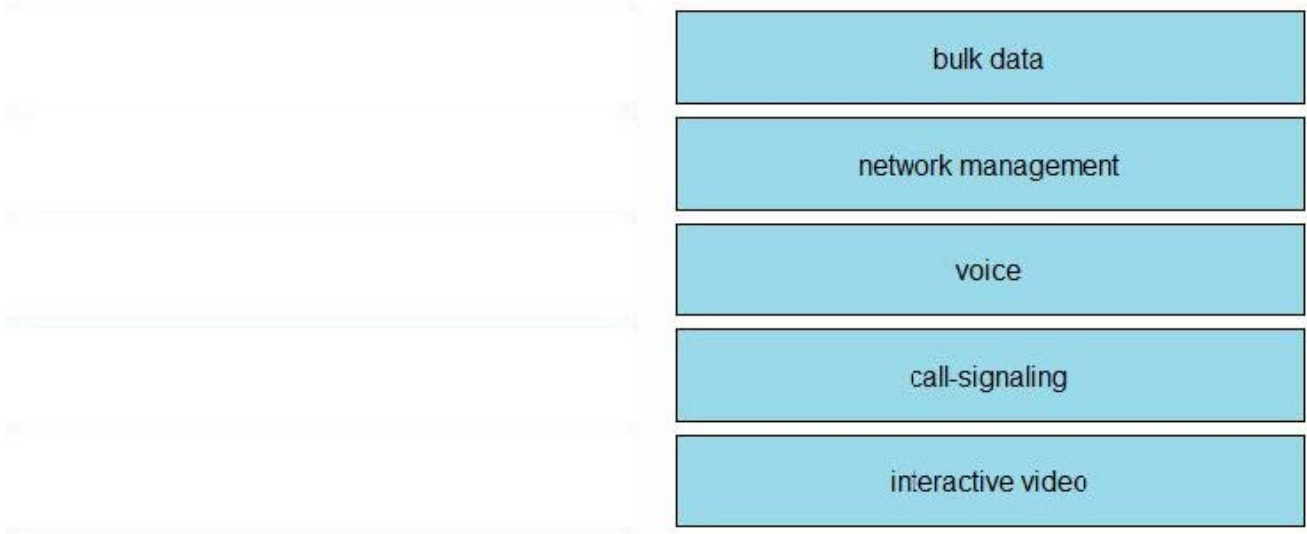 bulk data
network management
voice
call-signaling
interactive video